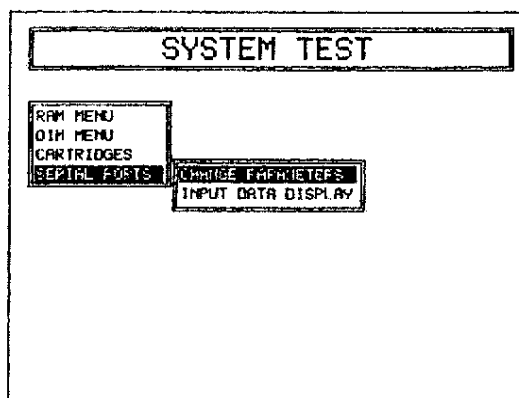 SYSTEM TEST
RAM MENU
OIM MENU
CARTRIDGES
SERIAL PORTS
CHANGE PARAMETERS
INPUT DATA DISPLAY